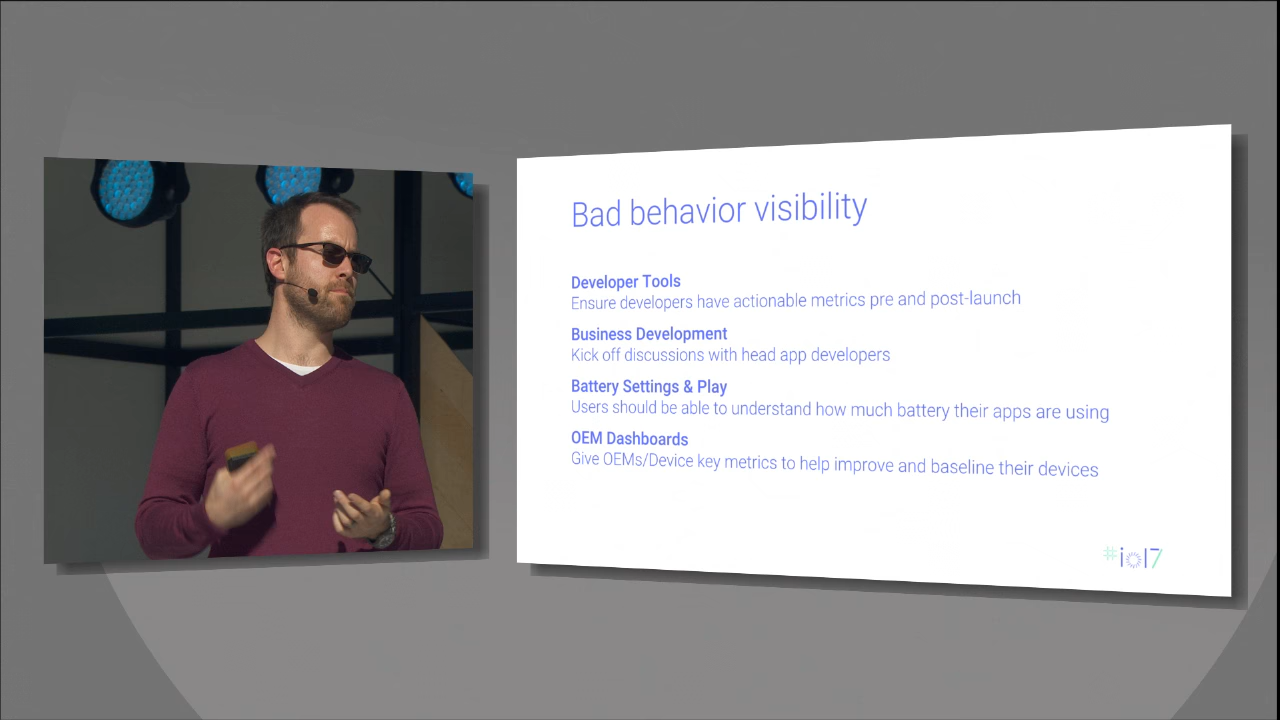 Bad behavior visibility
Developer Tools
Ensure developers have actionable metrics pre and post-launch
Business Development
Kick off discussions with head app developers
Battery Settings & Play
Users should be able to understand how much battery their apps are using
OEM Dashboards
Give OEMs/Device key metrics to help improve and baseline their devices
#io17